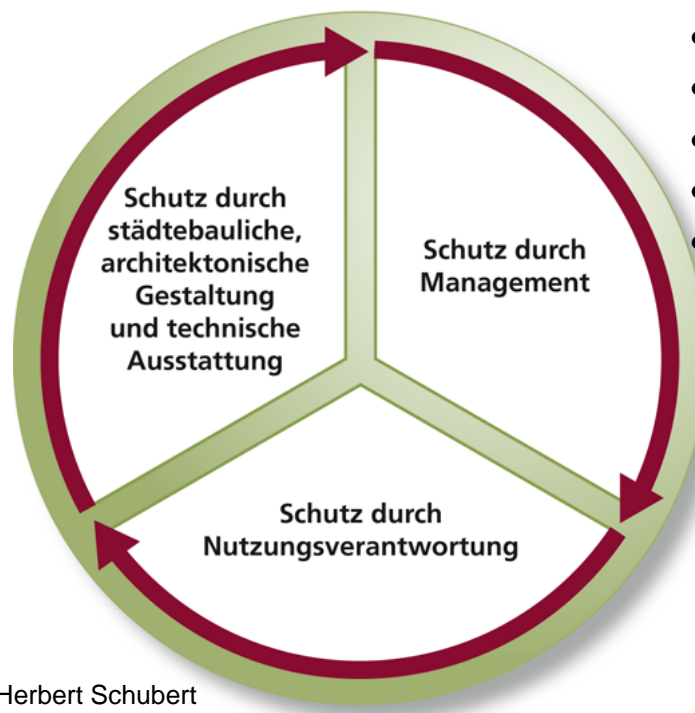 Schutz durch
städtebauliche,
architektonische
Gestaltung
und technische
Ausstattung
Schutz durch
Management
Schutz durch
Nutzungsverantwortung
Herbert Schubert